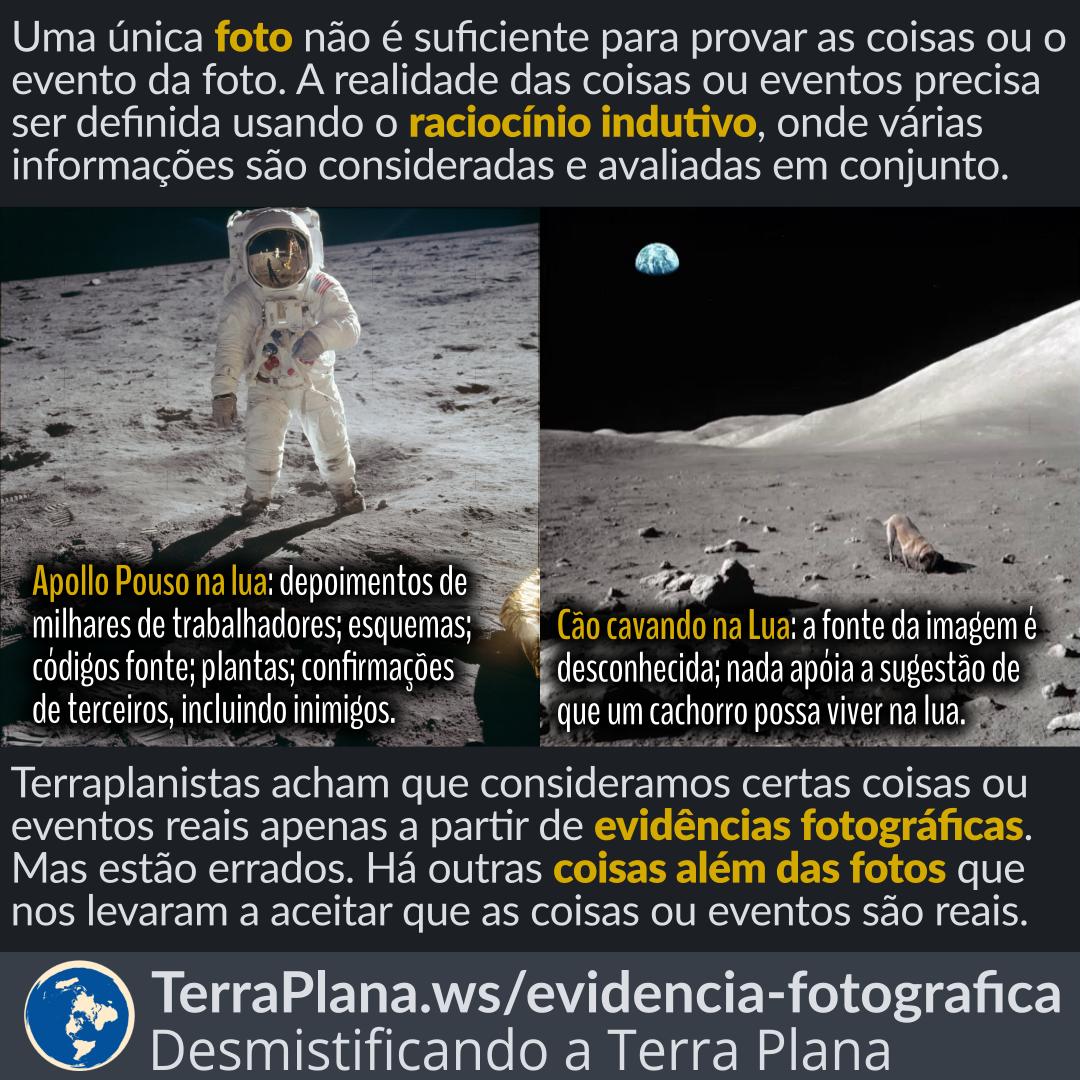 Uma única foto não é suficiente para provar as coisas ou o
evento da foto. A realidade das coisas ou eventos precisa
ser definida usando o raciocínio indutivo, onde várias
informações são consideradas e avaliadas em conjunto.
Apollo Pouso na lua: depoimentos de
milhares de trabalhadores; esquemas;
códigos fonte; plantas; confirmações
de terceiros, incluindo inimigos.
Cão cavando na Lua: a fonte da imagem é
desconhecida; nada apóia a sugestão de
que um cachorro possa viver na lua.
Terraplanistas acham que consideramos certas coisas ou
eventos reais apenas a partir de evidências fotográficas.
Mas estão errados. Há outras coisas além das fotos que
nos levaram a aceitar que as coisas ou eventos são reais.
TerraPlana.ws/evidencia-fotografica
Desmistificando a Terra Plana